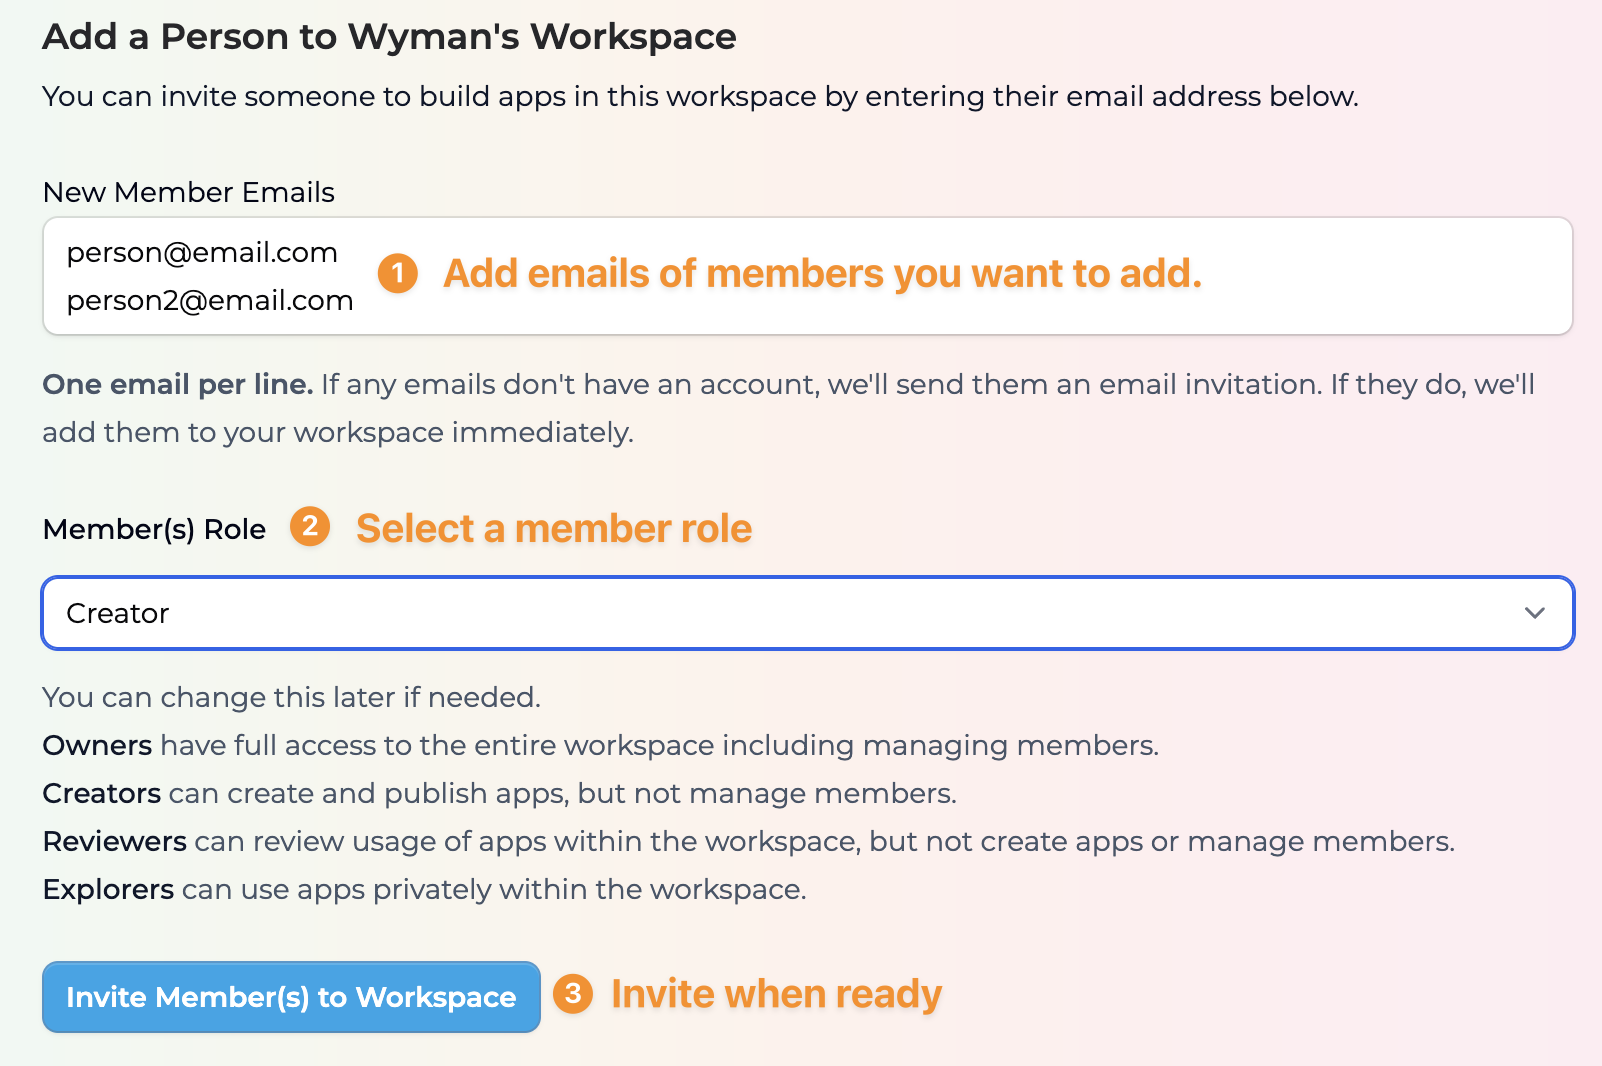 Add a Person to Wyman's Workspace
You can invite someone to build apps in this workspace by entering their email address below.
New Member Emails
person@email.com
person2@email.com
1 Add emails of members you want to add.
One email per line. If any emails don't have an account, we'll send them an email invitation. If they do, we'll
add them to your workspace immediately.
Member(s) Role 2 Select a member role
Creator
You can change this later if needed.
Owners have full access to the entire workspace including managing members.
Creators can create and publish apps, but not manage members.
Reviewers can review usage of apps within the workspace, but not create apps or manage members.
Explorers can use apps privately within the workspace.
Invite Member(s) to Workspace 3 Invite when ready